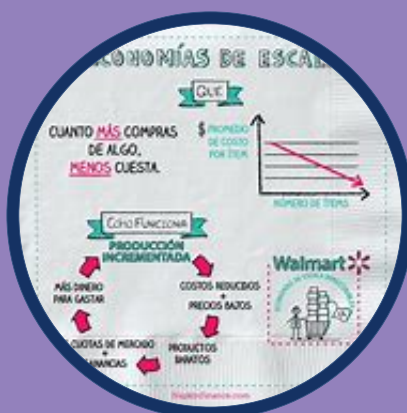 ECONOMÍAS DE ESCALA
QUÉ
CUANTO MÁS COMPRAS
DE ALGO,
MENOS CUESTA.
$ PROMEDIO
DE COSTO
POR ÍTEM
NÚMERO DE ÍTEMS
CÓMO FUNCIONA
PRODUCCIÓN
INCREMENTADA
COSTOS REDUCIDOS
+
PRECIOS BAJOS
PRODUCTOS
BARATOS
CUOTAS DE MERCADO
+
GANANCIAS
MÁS DINERO
PARA GASTAR
Walmart
napkinfinance.com